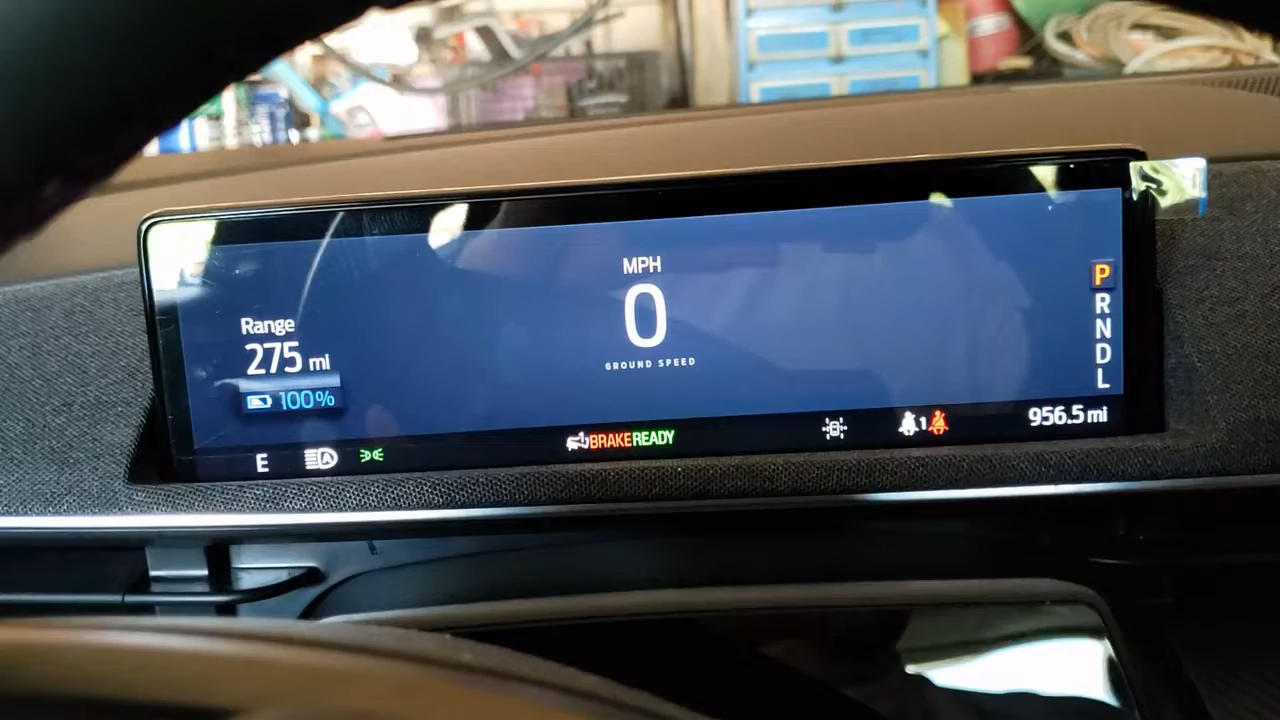 MPH
0
GROUND SPEED
Range
275 mi
100%
P
R
N
D
L
E
A
BRAKE READY
1
956.5 mi